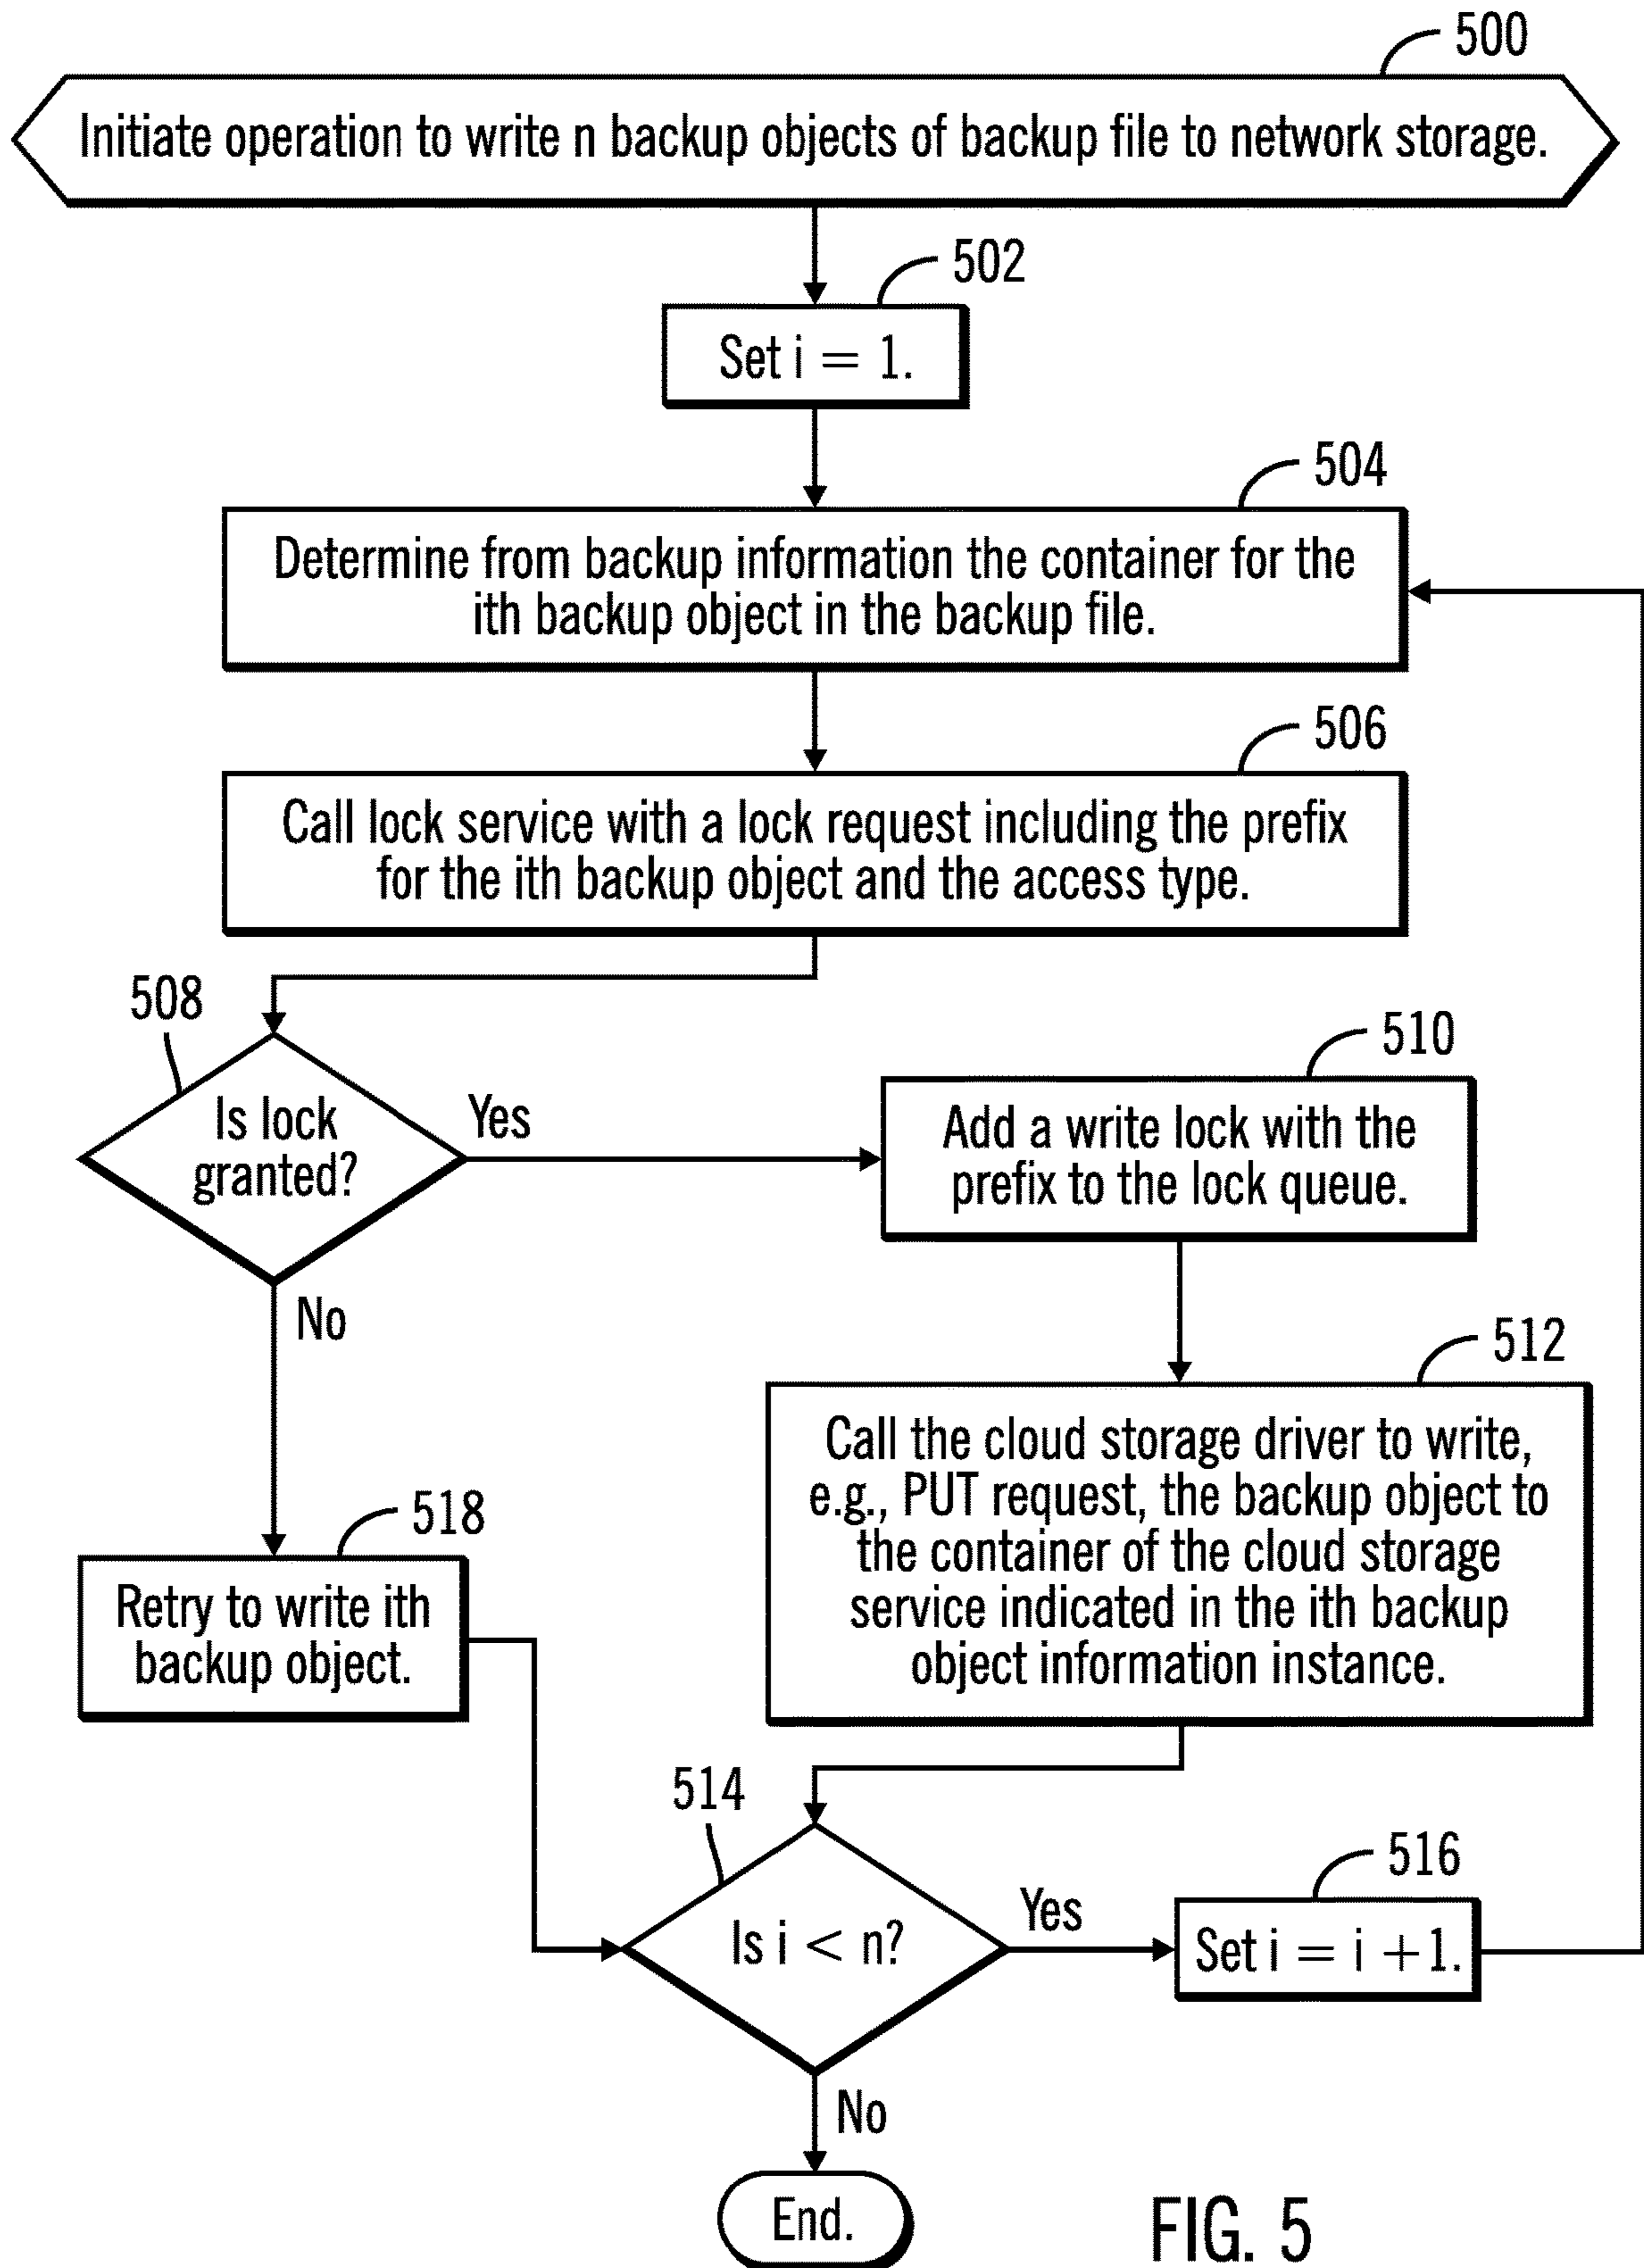 500
Initiate operation to write n backup objects of backup file to network storage.
502
Set i = 1.
504
Determine from backup information the container for the
ith backup object in the backup file.
506
Call lock service with a lock request including the prefix
for the ith backup object and the access type.
508
Is lock
granted?
Yes
No
510
Add a write lock with the
prefix to the lock queue.
512
Call the cloud storage driver to write,
e.g., PUT request, the backup object to
the container of the cloud storage
service indicated in the ith backup
object information instance.
518
Retry to write ith
backup object.
514
Is i < n?
Yes
516
Set i = i +1.
No
End.
FIG. 5